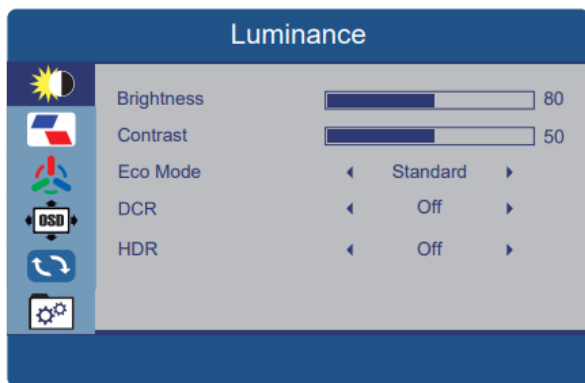 Luminance
Brightness 80
Contrast 50
Eco Mode Standard
DCR Off
OSD
HDR Off